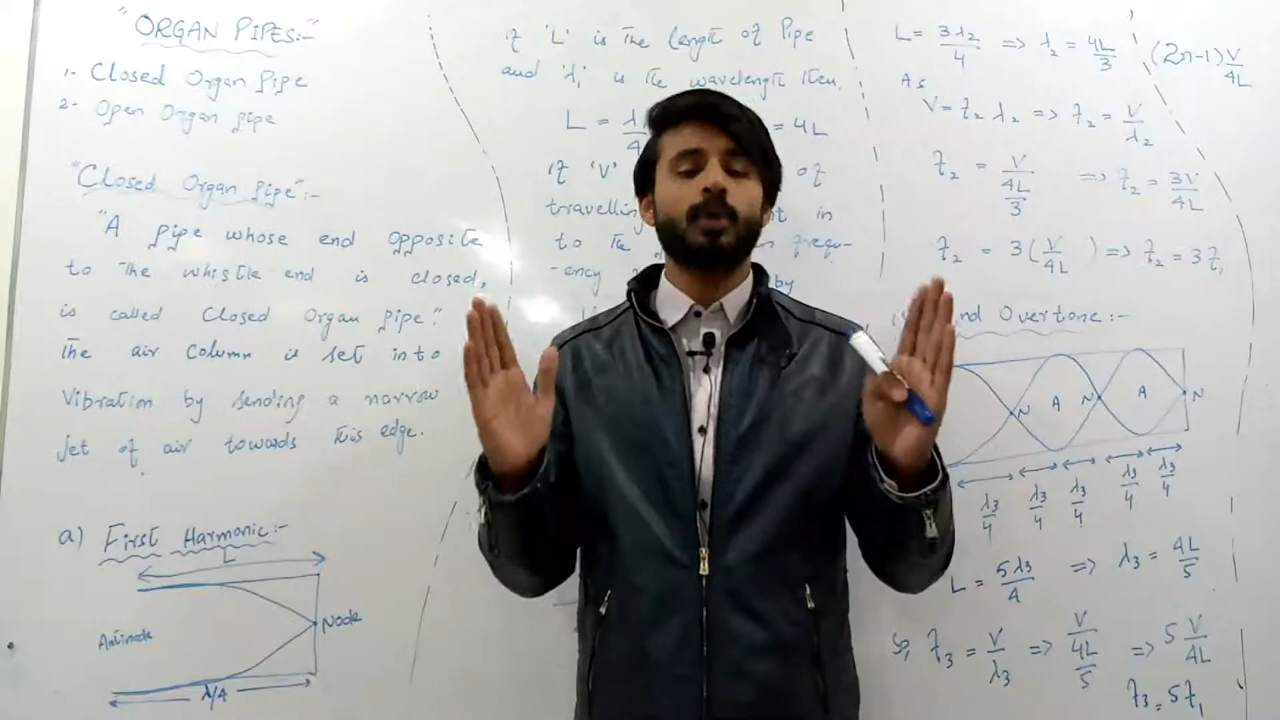 "ORGAN PIPES:-"
1- Closed Organ Pipe
2- Open Organ pipe
"Closed Organ Pipe":-
"A pipe whose end opposite
to the whistle end is closed,
is called Closed Organ pipe."
The air column is set into
Vibration by sending a narrow
jet of air towards this edge.
a) First Harmonic:-
L
Antinode
Node
λ/4
if 'L' is the length of Pipe
and 'λ₁' is the wavelength then,
L = λ/4 = 4L
if 'V' of
travelling in
to the frequ-
-ency by
L = 3λ₂/4 => λ₂ = 4L/3
(2n-1)V/4L
As
V = f₂ λ₂ => f₂ = V/λ₂
f₂ = V/(4L/3) => f₂ = 3V/4L
f₂ = 3(V/4L) => f₂ = 3f₁
nd Overtone:-
N A N A N
λ₃/4 λ₃/4 λ₃/4 λ₃/4 λ₃/4
L = 5λ₃/4 => λ₃ = 4L/5
So, f₃ = V/λ₃ => V/(4L/5) => 5 V/4L
f₃ = 5f₁